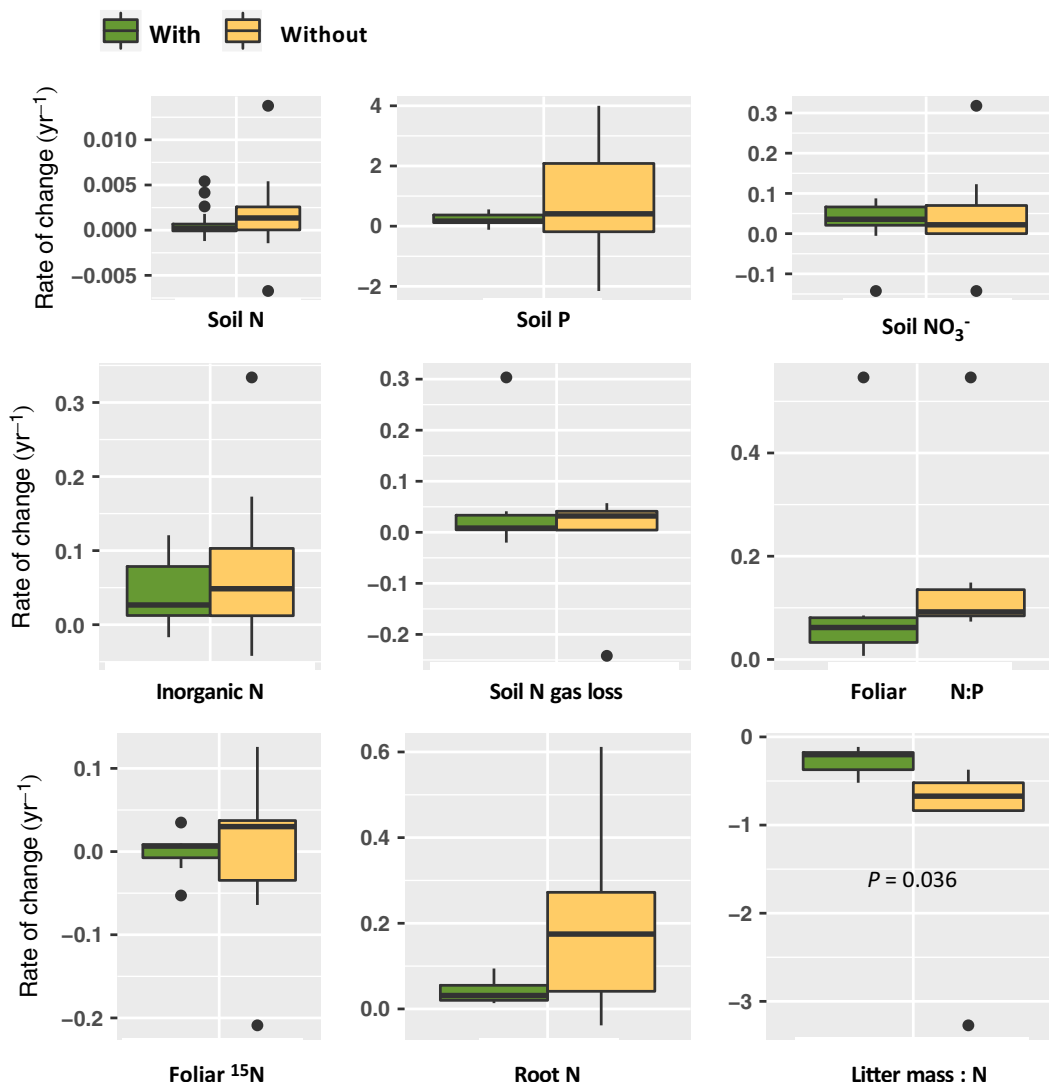 With Without
Rate of change (yr⁻¹)
0.010
0.005
0.000
−0.005
Soil N
4
2
0
−2
Soil P
0.3
0.2
0.1
0.0
−0.1
Soil NO₃⁻
Rate of change (yr⁻¹)
0.3
0.2
0.1
0.0
Inorganic N
0.3
0.2
0.1
0.0
−0.1
−0.2
Soil N gas loss
0.4
0.2
0.0
Foliar N:P
Rate of change (yr⁻¹)
0.1
0.0
−0.1
−0.2
Foliar ¹⁵N
0.6
0.4
0.2
0.0
Root N
0
−1
−2
−3
P = 0.036
Litter mass : N